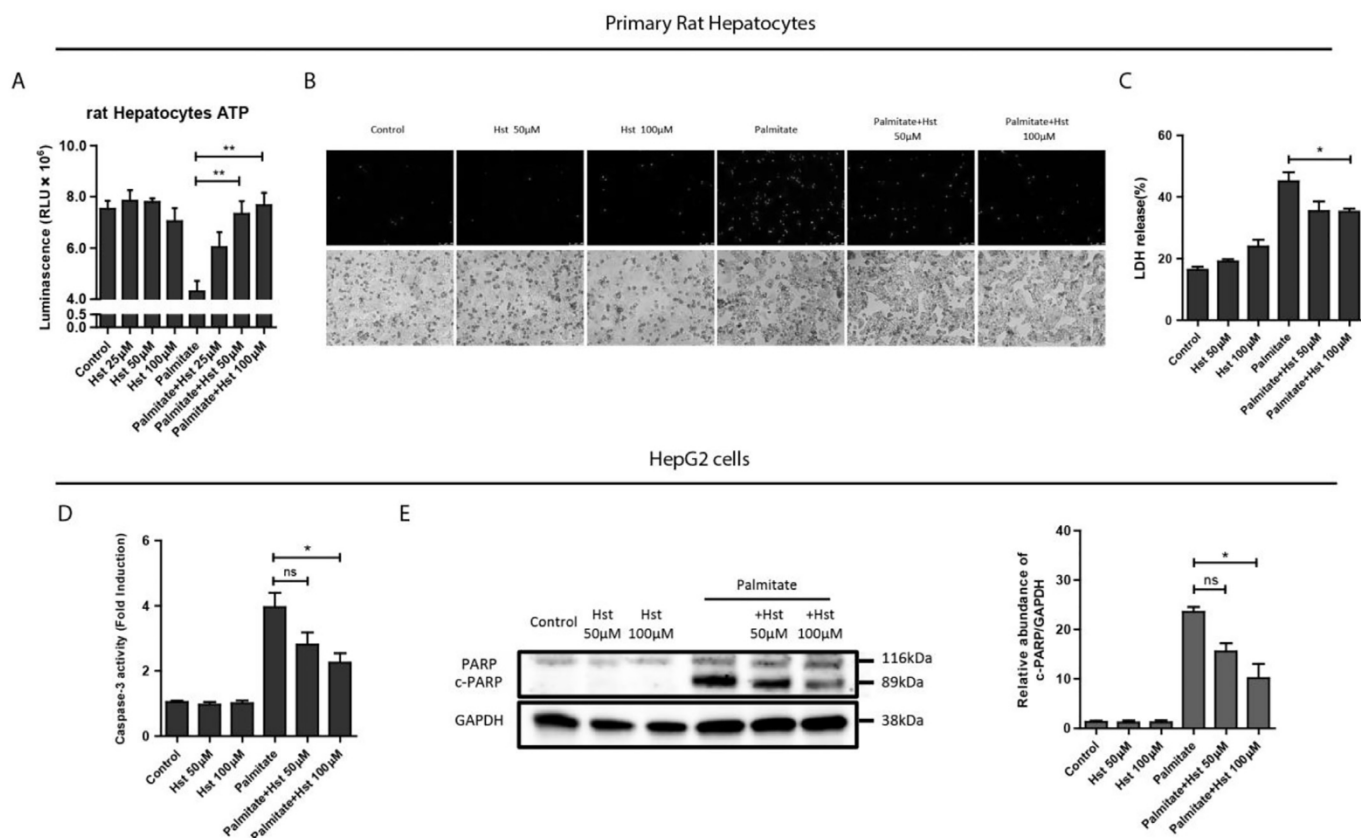 Primary Rat Hepatocytes
A
rat Hepatocytes ATP
Luminascence (RLU × 10⁶)
10.0
8.0
6.0
4.0
0.5
0.0
**
**
Control
Hst 25μM
Hst 50μM
Hst 100μM
Palmitate
Palmitate+Hst 25μM
Palmitate+Hst 50μM
Palmitate+Hst 100μM
B
Control
Hst 50μM
Hst 100μM
Palmitate
Palmitate+Hst
50μM
Palmitate+Hst
100μM
C
LDH release(%)
60
40
20
0
*
Control
Hst 50μM
Hst 100μM
Palmitate
Palmitate+Hst 50μM
Palmitate+Hst 100μM
HepG2 cells
D
Caspase-3 activity (Fold Induction)
6
4
2
0
*
ns
Control
Hst 50μM
Hst 100μM
Palmitate
Palmitate+Hst 50μM
Palmitate+Hst 100μM
E
Palmitate
Control
Hst
50μM
Hst
100μM
+Hst
50μM
+Hst
100μM
PARP
c-PARP
GAPDH
116kDa
89kDa
38kDa
Relative abundance of
c-PARP/GAPDH
40
30
20
10
0
*
ns
Control
Hst 50μM
Hst 100μM
Palmitate
Palmitate+Hst 50μM
Palmitate+Hst 100μM